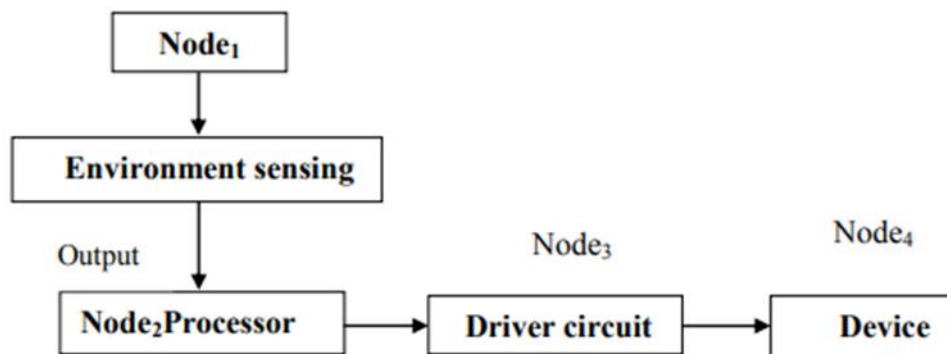 Node₁
Environment sensing
Output
Node₃
Node₄
Node₂Processor
Driver circuit
Device